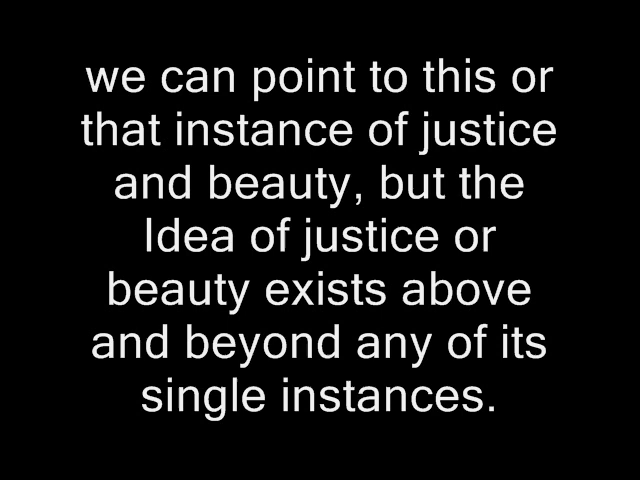 we can point to this or
that instance of justice
and beauty, but the
Idea of justice or
beauty exists above
and beyond any of its
single instances.